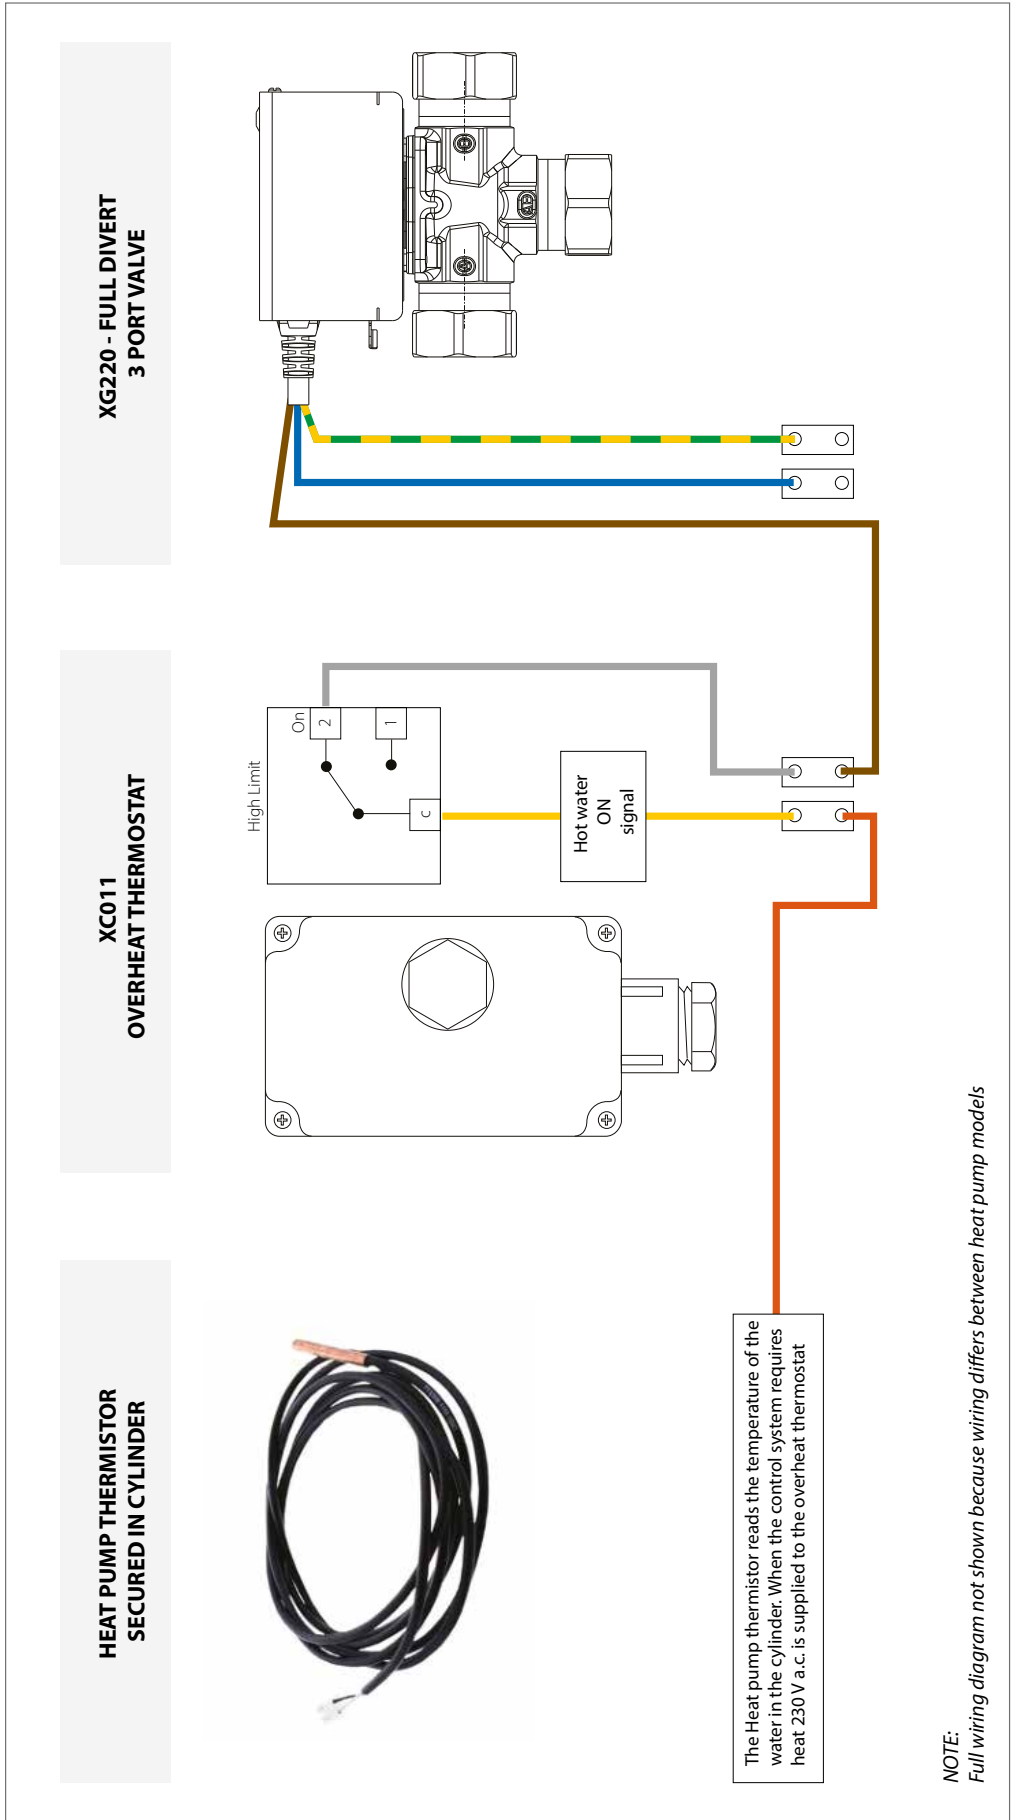 HEAT PUMP THERMISTOR
SECURED IN CYLINDER
XC011
OVERHEAT THERMOSTAT
XG220 - FULL DIVERT
3 PORT VALVE
High Limit
On
2
1
C
Hot water
ON
signal
A
B
AB
The Heat pump thermistor reads the temperature of the
water in the cylinder. When the control system requires
heat 230 V a.c. is supplied to the overheat thermostat
NOTE:
Full wiring diagram not shown because wiring differs between heat pump models